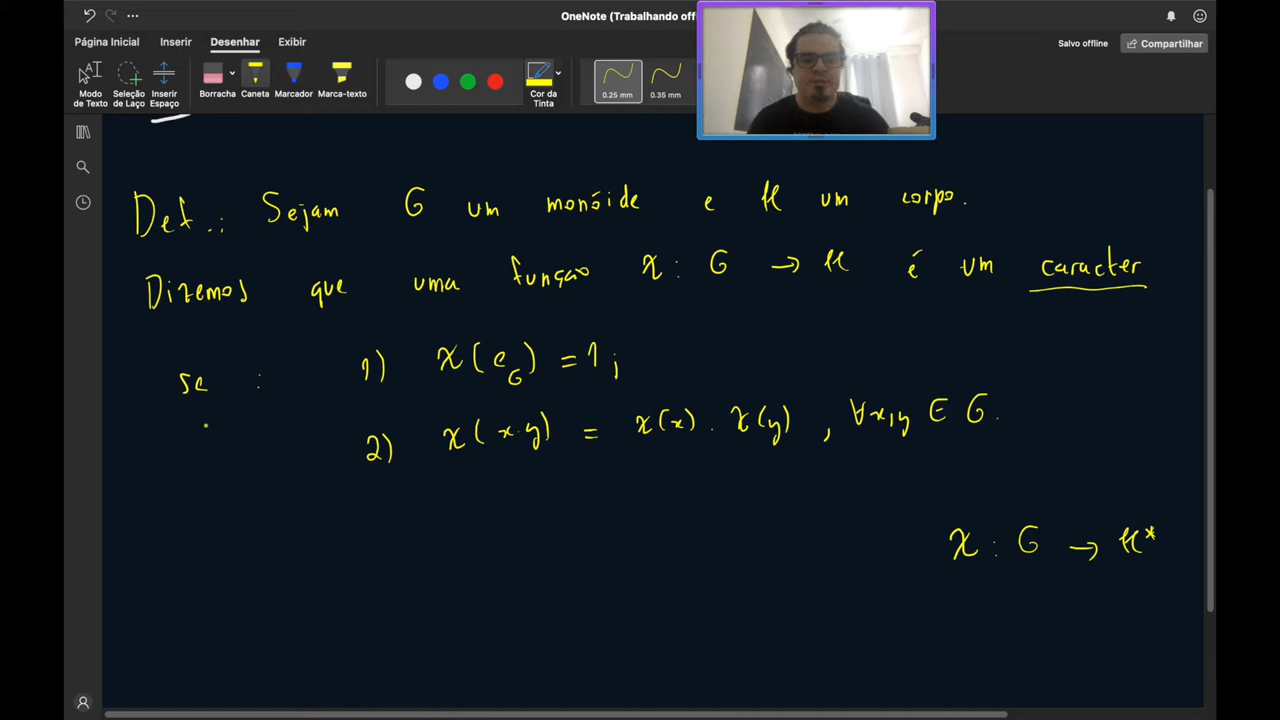 OneNote (Trabalhando off
Página Inicial Inserir Desenhar Exibir
Salvo offline Compartilhar
Modo de Texto
Seleção de Laço
Inserir Espaço
Borracha Caneta Marcador Marca-texto
Cor da Tinta
0.25 mm 0.35 mm
Def.: Sejam G um monóide e K um corpo.
Dizemos que uma função χ : G → K é um caracter
se : 1) χ(e_G) = 1;
2) χ(x·y) = χ(x) . χ(y) , ∀x,y ∈ G.
χ : G → K*